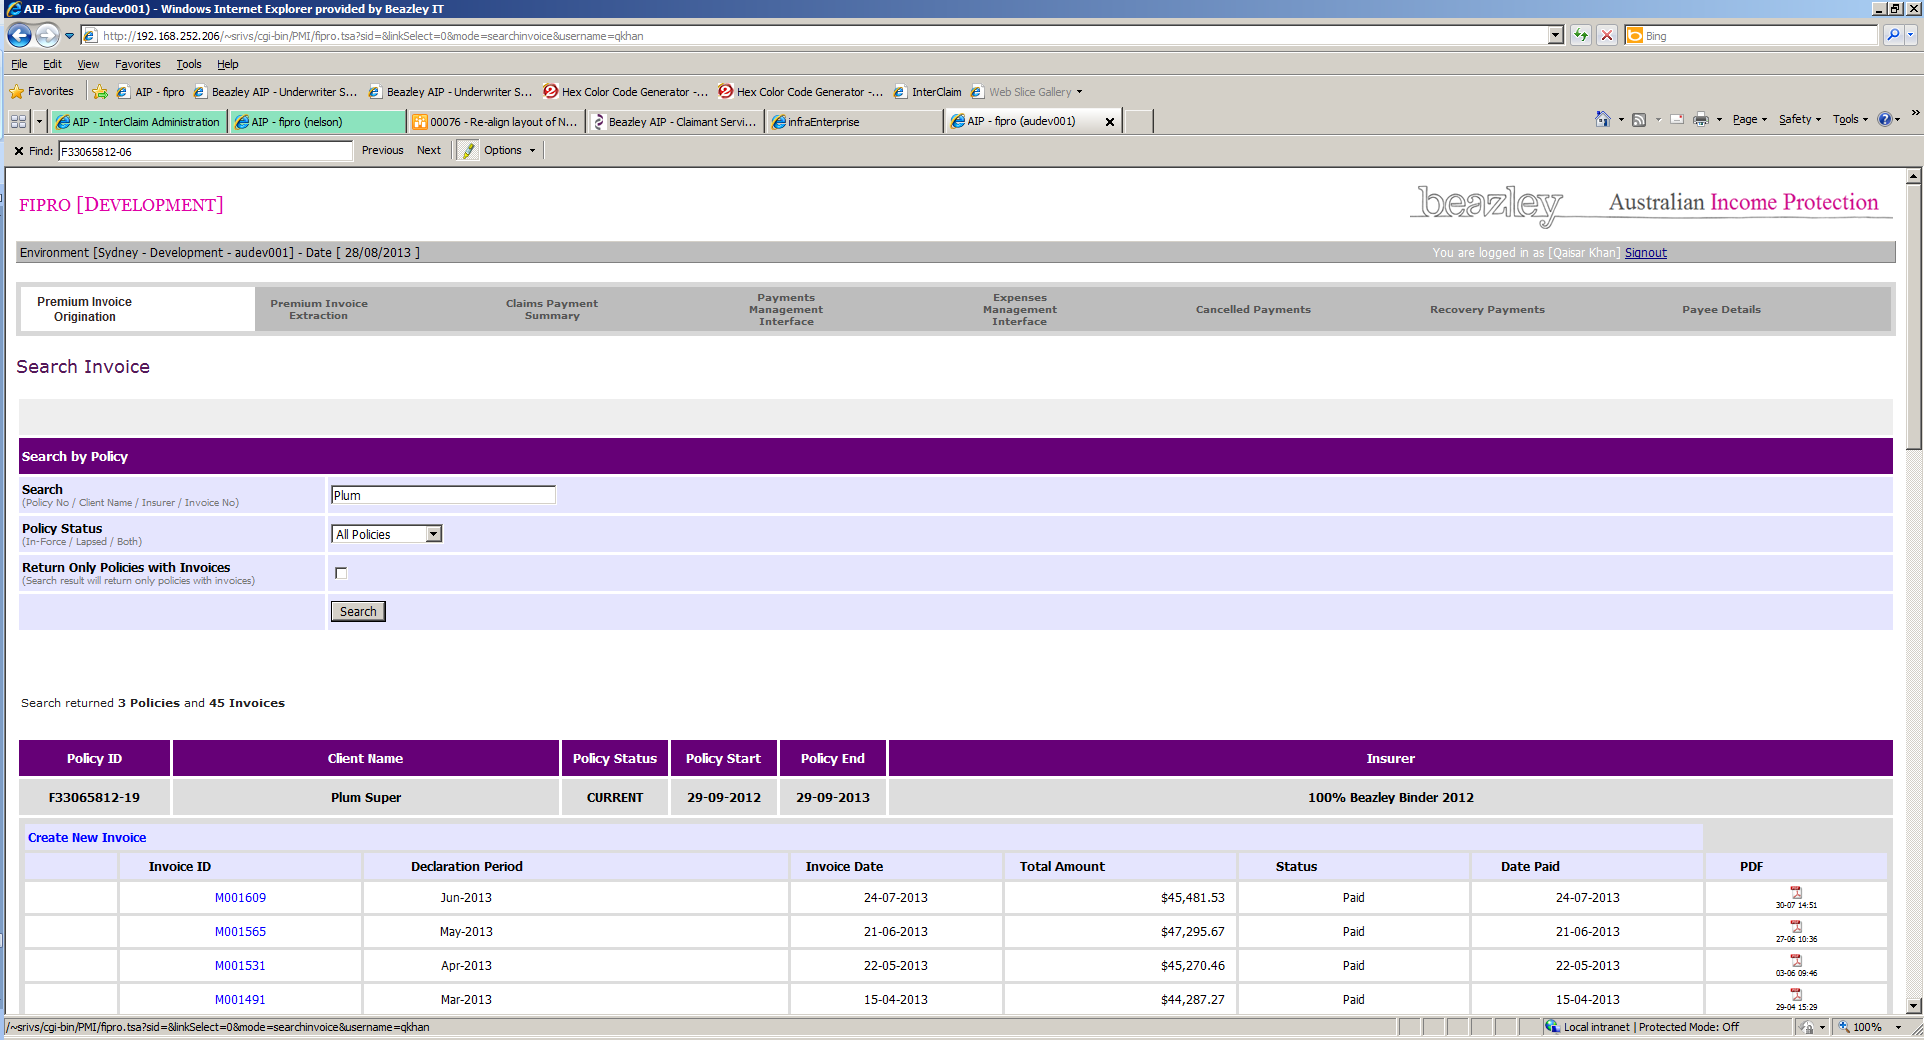 AIP - fipro (audev001) - Windows Internet Explorer provided by Beazley IT
http://192.168.252.206/~srivs/cgi-bin/PMI/fipro.tsa?sid=&linkSelect=0&mode=searchinvoice&username=qkhan
Bing
File Edit View Favorites Tools Help
Favorites AIP - fipro Beazley AIP - Underwriter S... Beazley AIP - Underwriter S... Hex Color Code Generator -... Hex Color Code Generator -... InterClaim Web Slice Gallery
AIP - InterClaim Administration AIP - fipro (nelson) 00076 - Re-align layout of N... Beazley AIP - Claimant Servi... infraEnterprise AIP - fipro (audev001) Page Safety Tools
Find: F33065812-06 Previous Next Options
FIPRO [DEVELOPMENT]
beazley Australian Income Protection
Environment [Sydney - Development - audev001] - Date [ 28/08/2013 ] You are logged in as [Qaisar Khan] Signout
Premium Invoice Origination
Premium Invoice Extraction
Claims Payment Summary
Payments Management Interface
Expenses Management Interface
Cancelled Payments
Recovery Payments
Payee Details
Search Invoice
Search by Policy
Search
(Policy No / Client Name / Insurer / Invoice No)
Plum
Policy Status
(In-Force / Lapsed / Both)
All Policies
Return Only Policies with Invoices
(Search result will return only policies with invoices)
Search
Search returned 3 Policies and 45 Invoices
Policy ID Client Name Policy Status Policy Start Policy End Insurer
F33065812-19 Plum Super CURRENT 29-09-2012 29-09-2013 100% Beazley Binder 2012
Create New Invoice
Invoice ID Declaration Period Invoice Date Total Amount Status Date Paid PDF
M001609 Jun-2013 24-07-2013 $45,481.53 Paid 24-07-2013 30-07 14:51
M001565 May-2013 21-06-2013 $47,295.67 Paid 21-06-2013 27-06 10:36
M001531 Apr-2013 22-05-2013 $45,270.46 Paid 22-05-2013 03-06 09:46
M001491 Mar-2013 15-04-2013 $44,287.27 Paid 15-04-2013 29-04 15:29
/~srivs/cgi-bin/PMI/fipro.tsa?sid=&linkSelect=0&mode=searchinvoice&username=qkhan Local intranet | Protected Mode: Off 100%